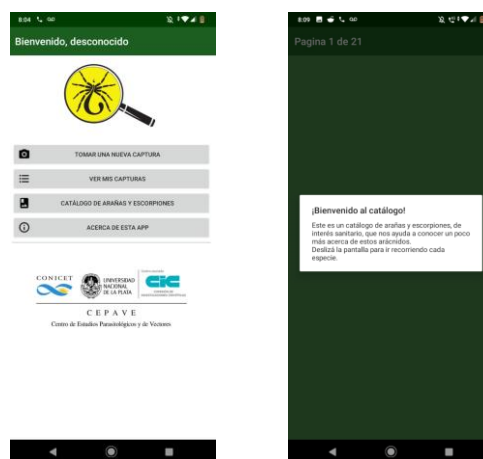 8:04
Bienvenido, desconocido
TOMAR UNA NUEVA CAPTURA
VER MIS CAPTURAS
CATÁLOGO DE ARAÑAS Y ESCORPIONES
ACERCA DE ESTA APP
CONICET
UNIVERSIDAD
NACIONAL
DE LA PLATA
CIC
C E P A V E
Centro de Estudios Parasitológicos y de Vectores
8:09
Pagina 1 de 21
¡Bienvenido al catálogo!
Este es un catálogo de arañas y escorpiones, de
interés sanitario, que nos ayuda a conocer un poco
más acerca de estos arácnidos.
Deslizá la pantalla para ir recorriendo cada
especie.